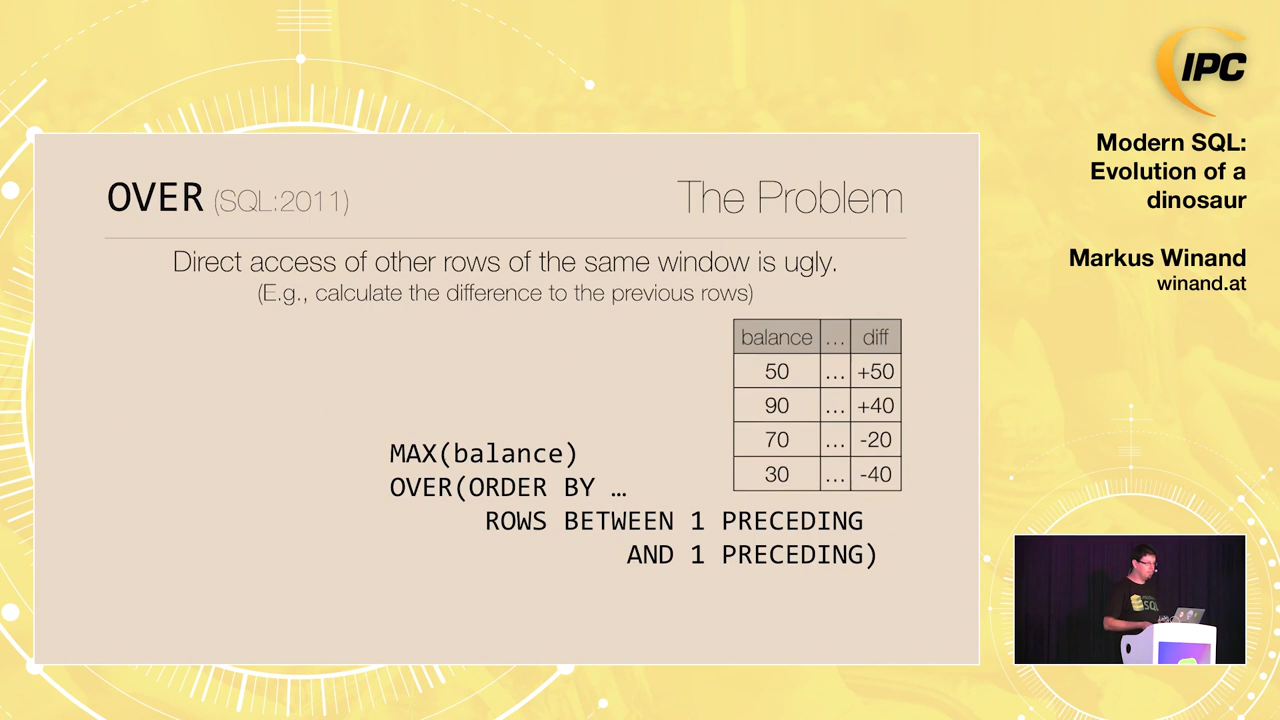 IPC
Modern SQL:
Evolution of a
dinosaur
Markus Winand
winand.at
OVER (SQL:2011)
The Problem
Direct access of other rows of the same window is ugly.
(E.g., calculate the difference to the previous rows)
balance … diff
50 … +50
90 … +40
70 … -20
30 … -40
MAX(balance)
OVER(ORDER BY …
ROWS BETWEEN 1 PRECEDING
AND 1 PRECEDING)
SQL